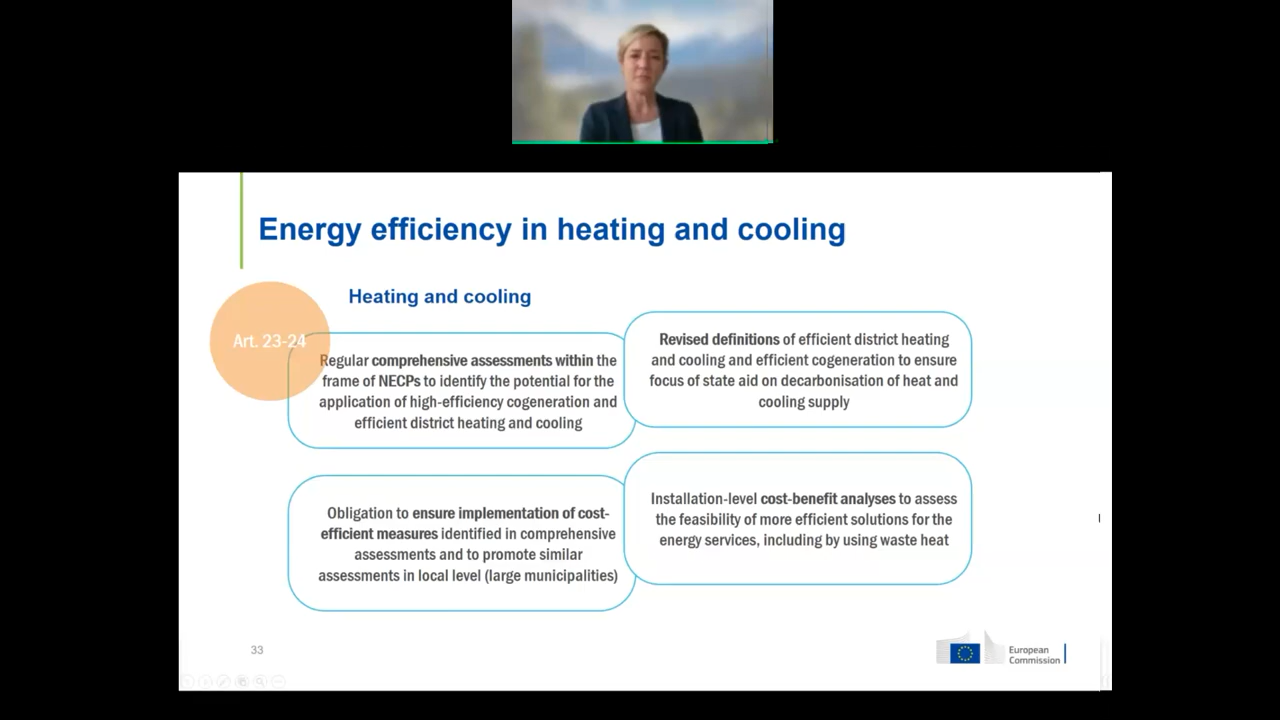 Energy efficiency in heating and cooling
Heating and cooling
Art. 23-24
Regular comprehensive assessments within the
frame of NECPs to identify the potential for the
application of high-efficiency cogeneration and
efficient district heating and cooling
Revised definitions of efficient district heating
and cooling and efficient cogeneration to ensure
focus of state aid on decarbonisation of heat and
cooling supply
Obligation to ensure implementation of cost-
efficient measures identified in comprehensive
assessments and to promote similar
assessments in local level (large municipalities)
Installation-level cost-benefit analyses to assess
the feasibility of more efficient solutions for the
energy services, including by using waste heat
33
European
Commission